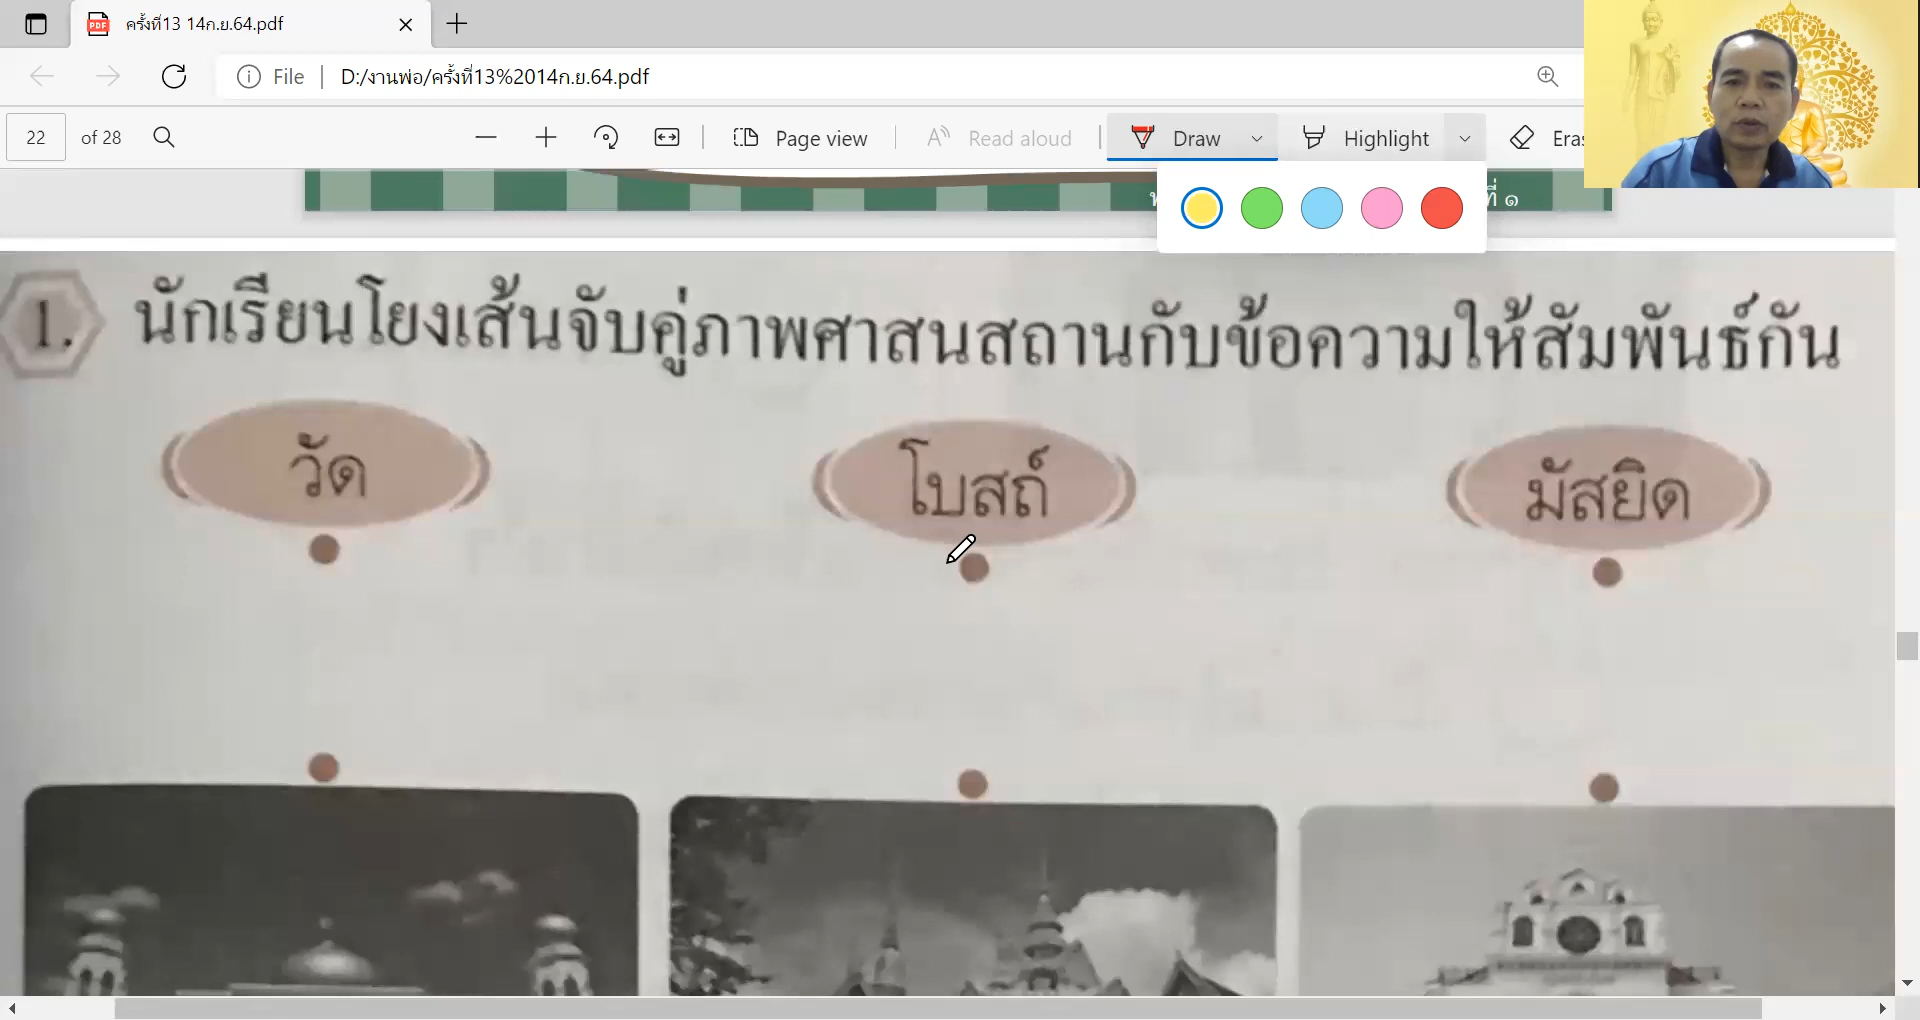 ครั้งที่13 14ก.ย.64.pdf
File
D:/งานพ่อ/ครั้งที่13%2014ก.ย.64.pdf
22 of 28
Page view
Read aloud
Draw
Highlight
Eras
ที่ ๑
1. นักเรียนโยงเส้นจับคู่ภาพศาสนสถานกับข้อความให้สัมพันธ์กัน
วัด
โบสถ์
มัสยิด